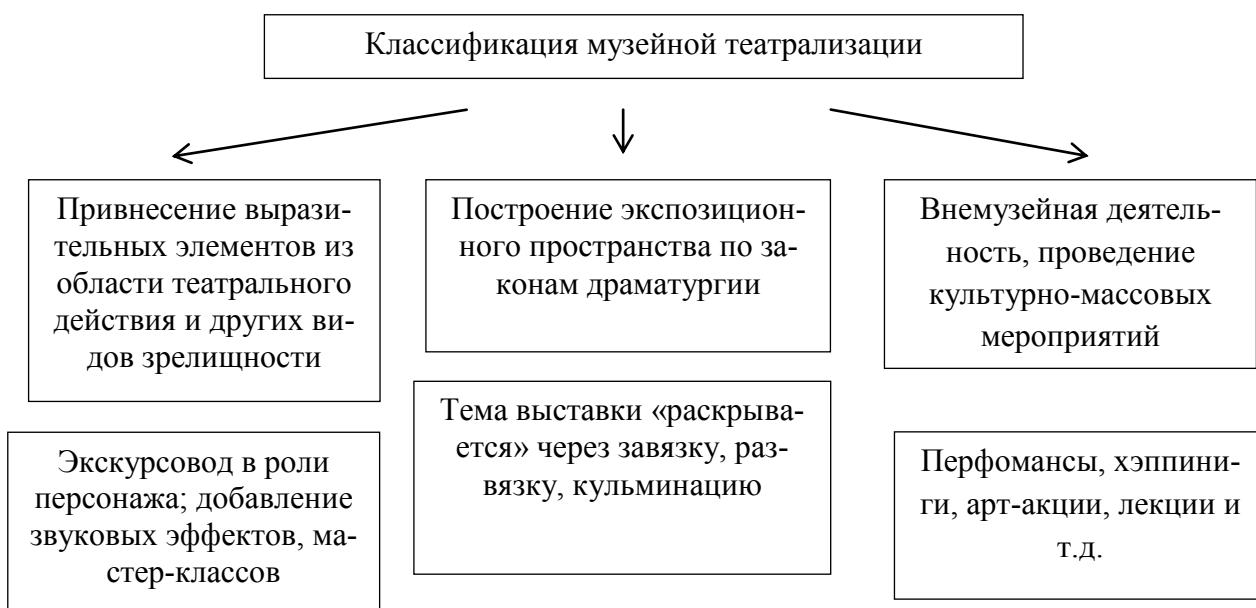 Классификация музейной театрализации
Привнесение вырази-
тельных элементов из
области театрального
действия и других ви-
дов зрелищности
Построение экспозицион-
ного пространства по за-
конам драматургии
Внемузейная деятель-
ность, проведение
культурно-массовых
мероприятий
Экскурсовод в роли
персонажа; добавление
звуковых эффектов, ма-
стер-классов
Тема выставки «раскрыва-
ется» через завязку, раз-
вязку, кульминацию
Перфомансы, хэппини-
ги, арт-акции, лекции и
т.д.